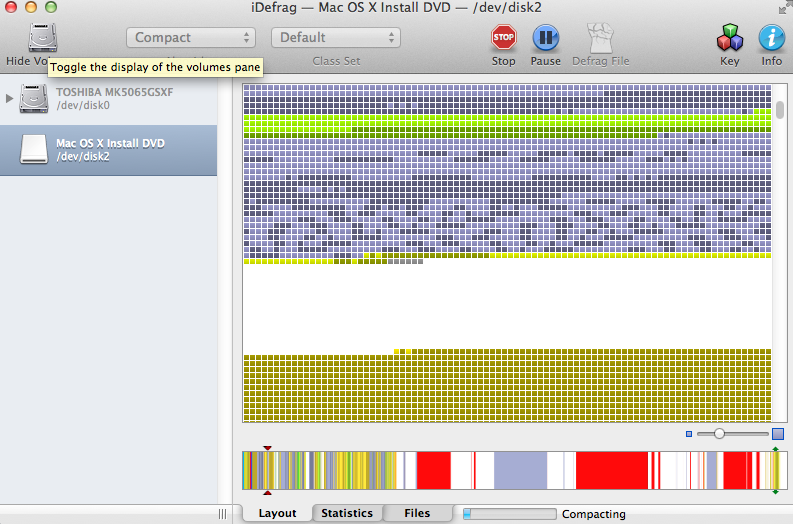 iDefrag — Mac OS X Install DVD — /dev/disk2
Compact
Default
Hide Vo
Toggle the display of the volumes pane
Class Set
Stop
Pause
Defrag File
Key
Info
STOP
TOSHIBA MK5065GSXF
/dev/disk0
Mac OS X Install DVD
/dev/disk2
Layout
Statistics
Files
Compacting